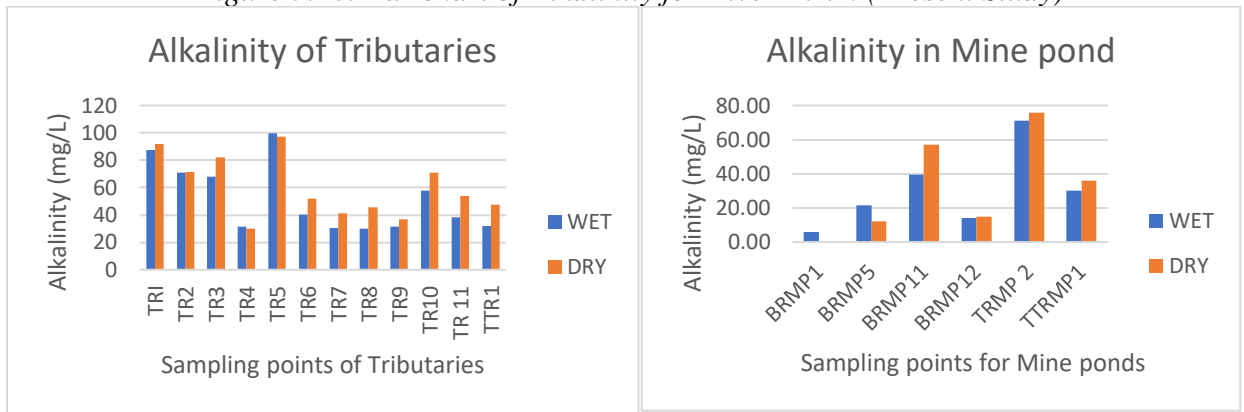 Alkalinity of Tributaries
Alkalinity (mg/L)
120
100
80
60
40
20
0
TRI
TR2
TR3
TR4
TR5
TR6
TR7
TR8
TR9
TR10
TR 11
TTR1
Sampling points of Tributaries
WET
DRY
Alkalinity in Mine pond
Alkalinity (mg/L)
80.00
60.00
40.00
20.00
0.00
BRMP1
BRMP5
BRMP11
BRMP12
TRMP 2
TTRMP1
Sampling points for Mine ponds
WET
DRY